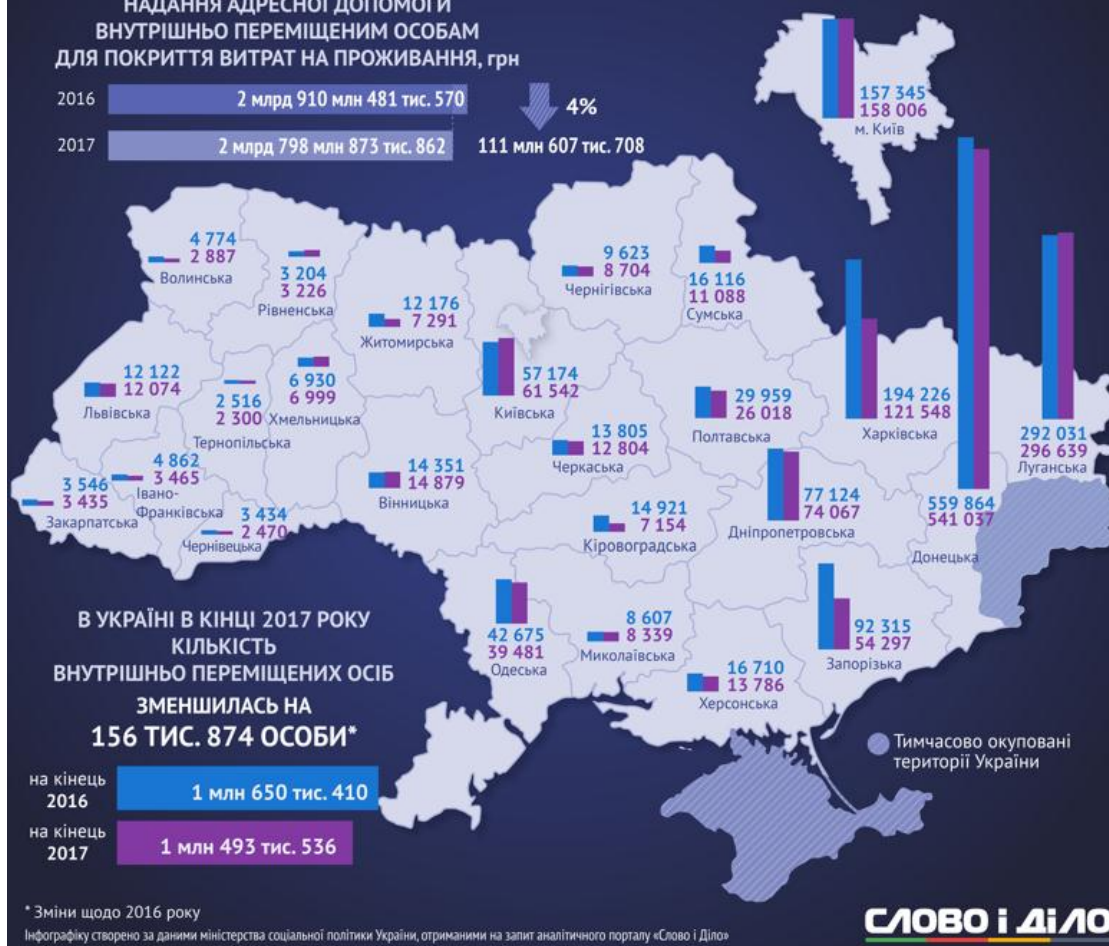 НАДАННЯ АДРЕСНОЇ ДОПОМОГИ
ВНУТРІШНЬО ПЕРЕМІЩЕНИМ ОСОБАМ
ДЛЯ ПОКРИТТЯ ВИТРАТ НА ПРОЖИВАННЯ, грн
2016
2 млрд 910 млн 481 тис. 570
4%
2017
2 млрд 798 млн 873 тис. 862
111 млн 607 тис. 708
157 345
158 006
м. Київ
4 774
2 887
Волинська
3 204
3 226
Рівненська
12 176
7 291
Житомирська
9 623
8 704
Чернігівська
16 116
11 088
Сумська
12 122
12 074
Львівська
2 516
2 300
Тернопільська
6 930
6 999
Хмельницька
57 174
61 542
Київська
13 805
12 804
Черкаська
29 959
26 018
Полтавська
194 226
121 548
Харківська
292 031
296 639
Луганська
3 546
3 435
Закарпатська
4 862
3 465
Івано-
Франківська
3 434
2 470
Чернівецька
14 351
14 879
Вінницька
14 921
7 154
Кіровоградська
77 124
74 067
Дніпропетровська
559 864
541 037
Донецька
42 675
39 481
Одеська
8 607
8 339
Миколаївська
16 710
13 786
Херсонська
92 315
54 297
Запорізька
В УКРАЇНІ В КІНЦІ 2017 РОКУ
КІЛЬКІСТЬ
ВНУТРІШНЬО ПЕРЕМІЩЕНИХ ОСІБ
ЗМЕНШИЛАСЬ НА
156 ТИС. 874 ОСОБИ*
на кінець
2016
1 млн 650 тис. 410
на кінець
2017
1 млн 493 тис. 536
Тимчасово окуповані
території України
* Зміни щодо 2016 року
Інфографіку створено за даними міністерства соціальної політики України, отриманими на запит аналітичного порталу «Слово і Діло»
СЛОВО і ДіЛО